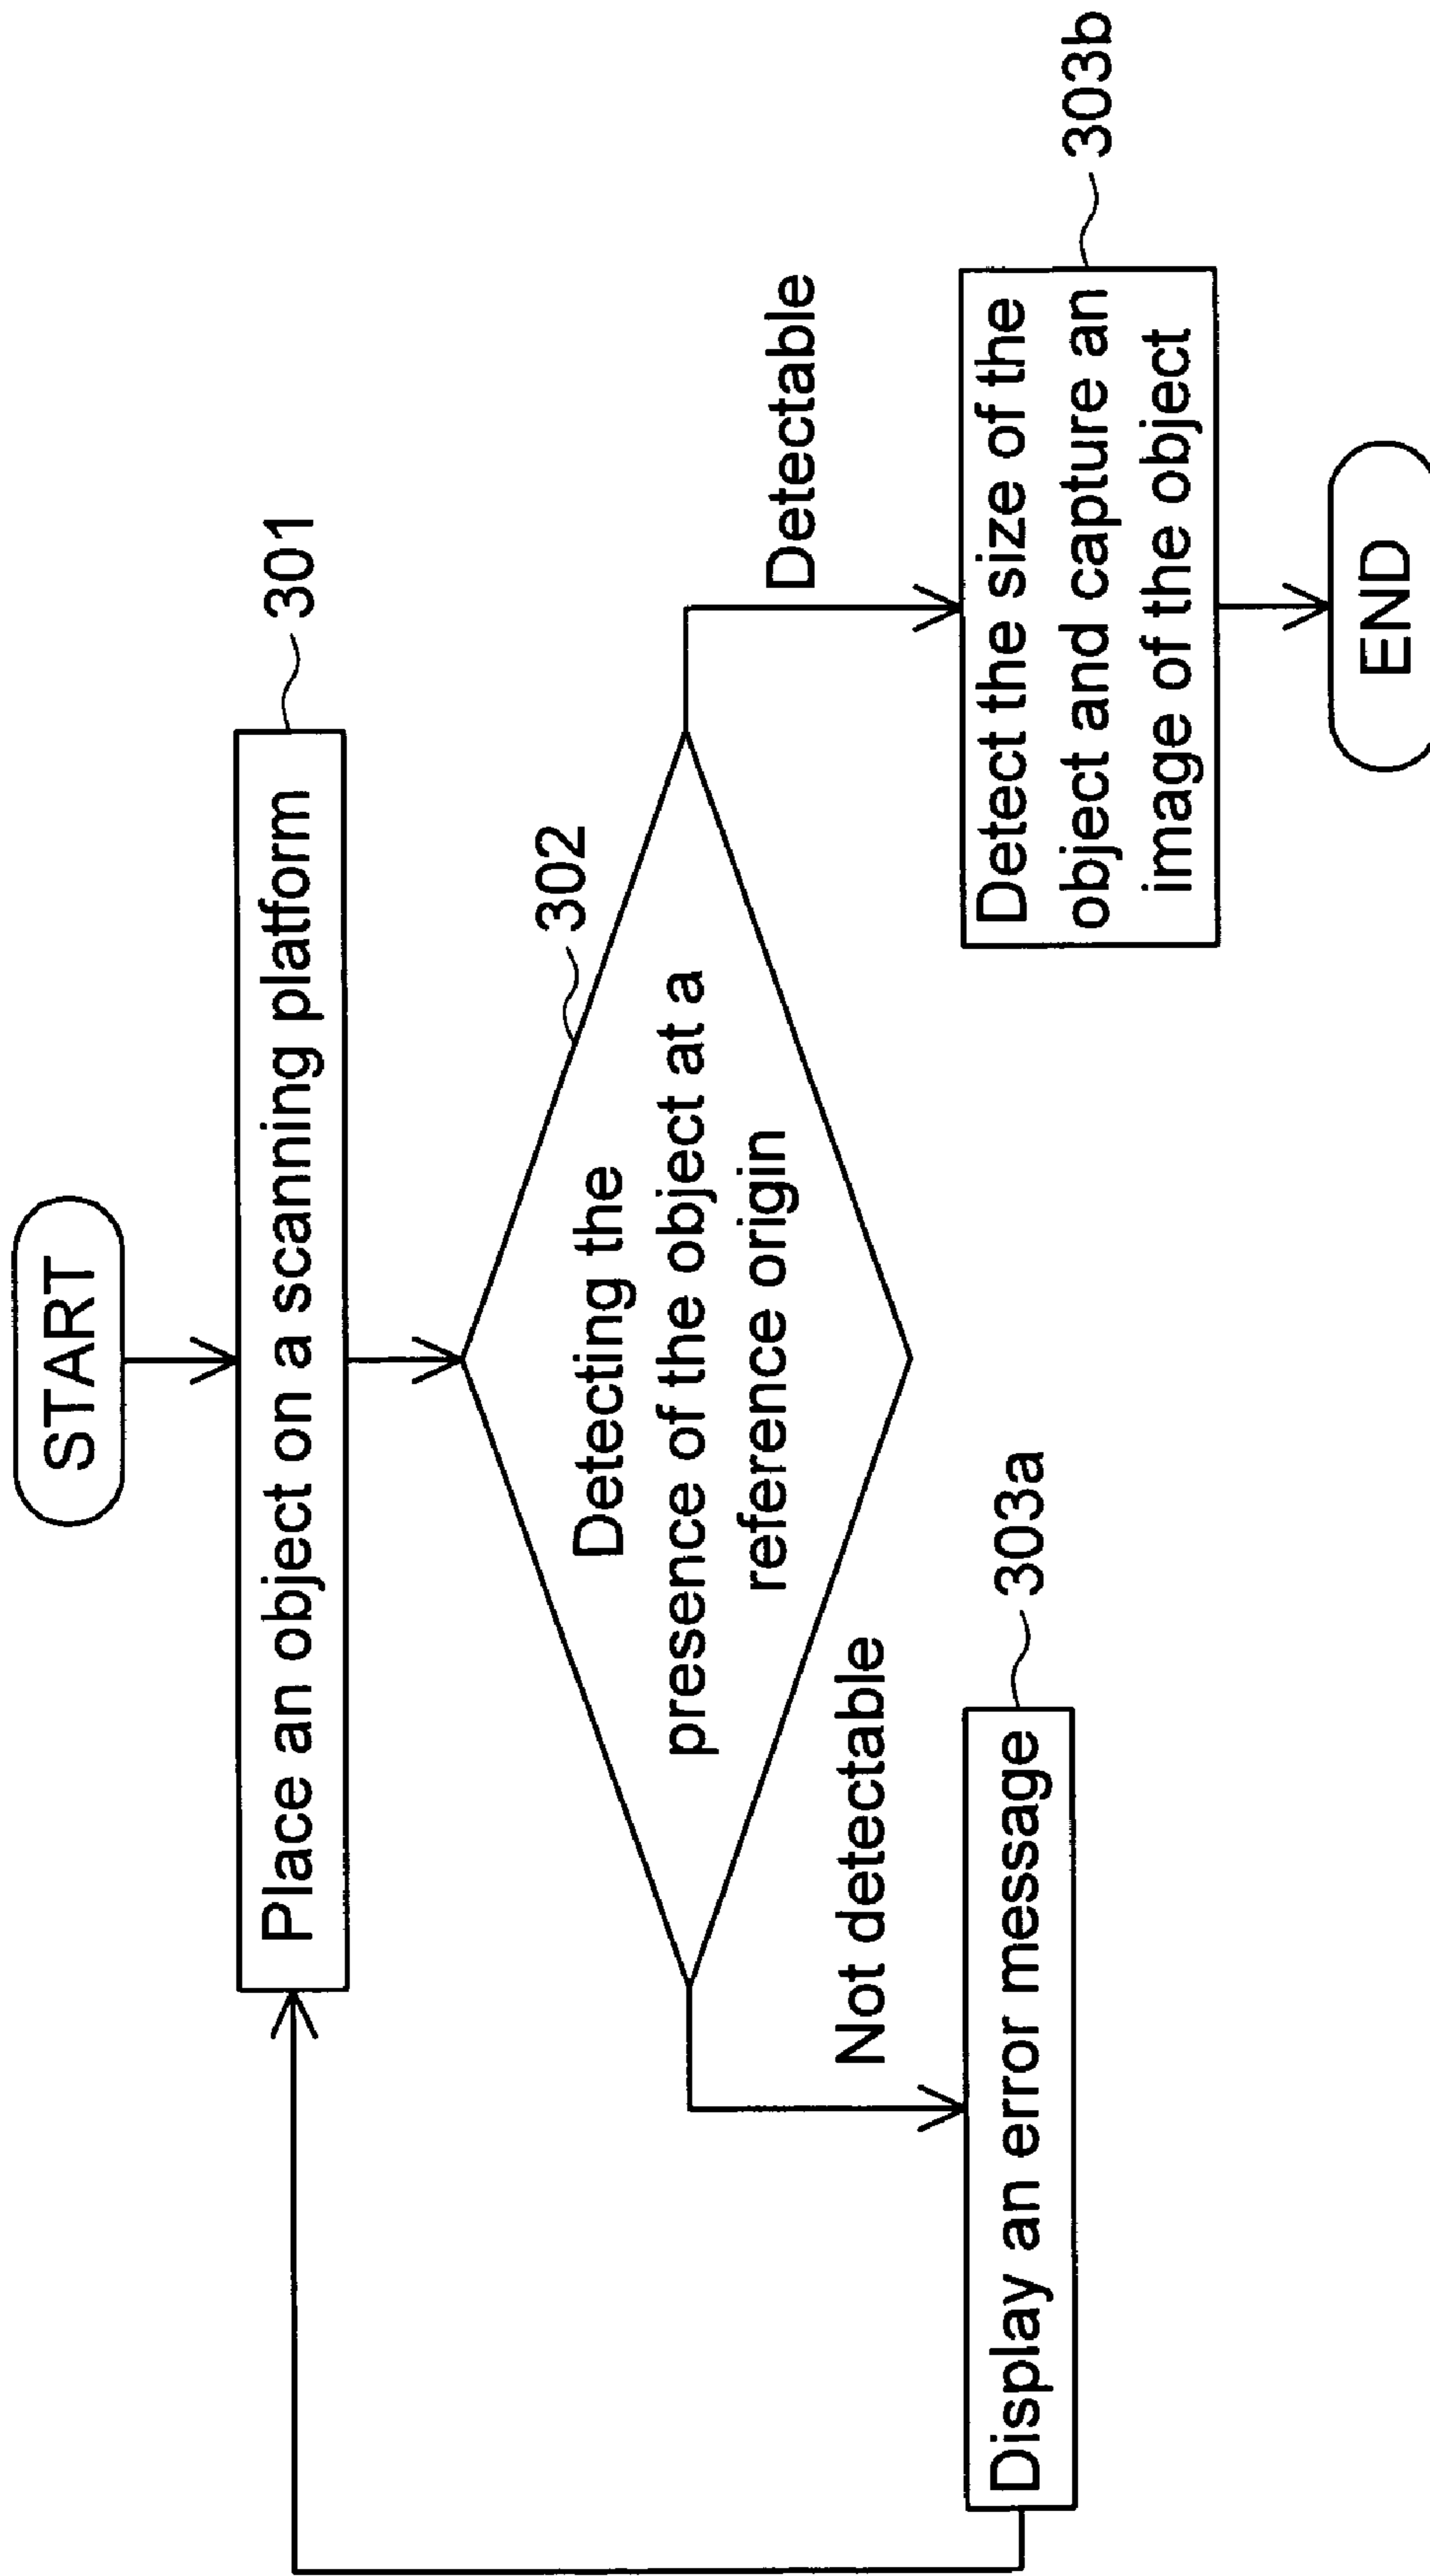 START
Place an object on a scanning platform
301
Detecting the
presence of the object at a
reference origin
302
Not detectable
Detectable
Display an error message
303a
Detect the size of the
object and capture an
image of the object
303b
END